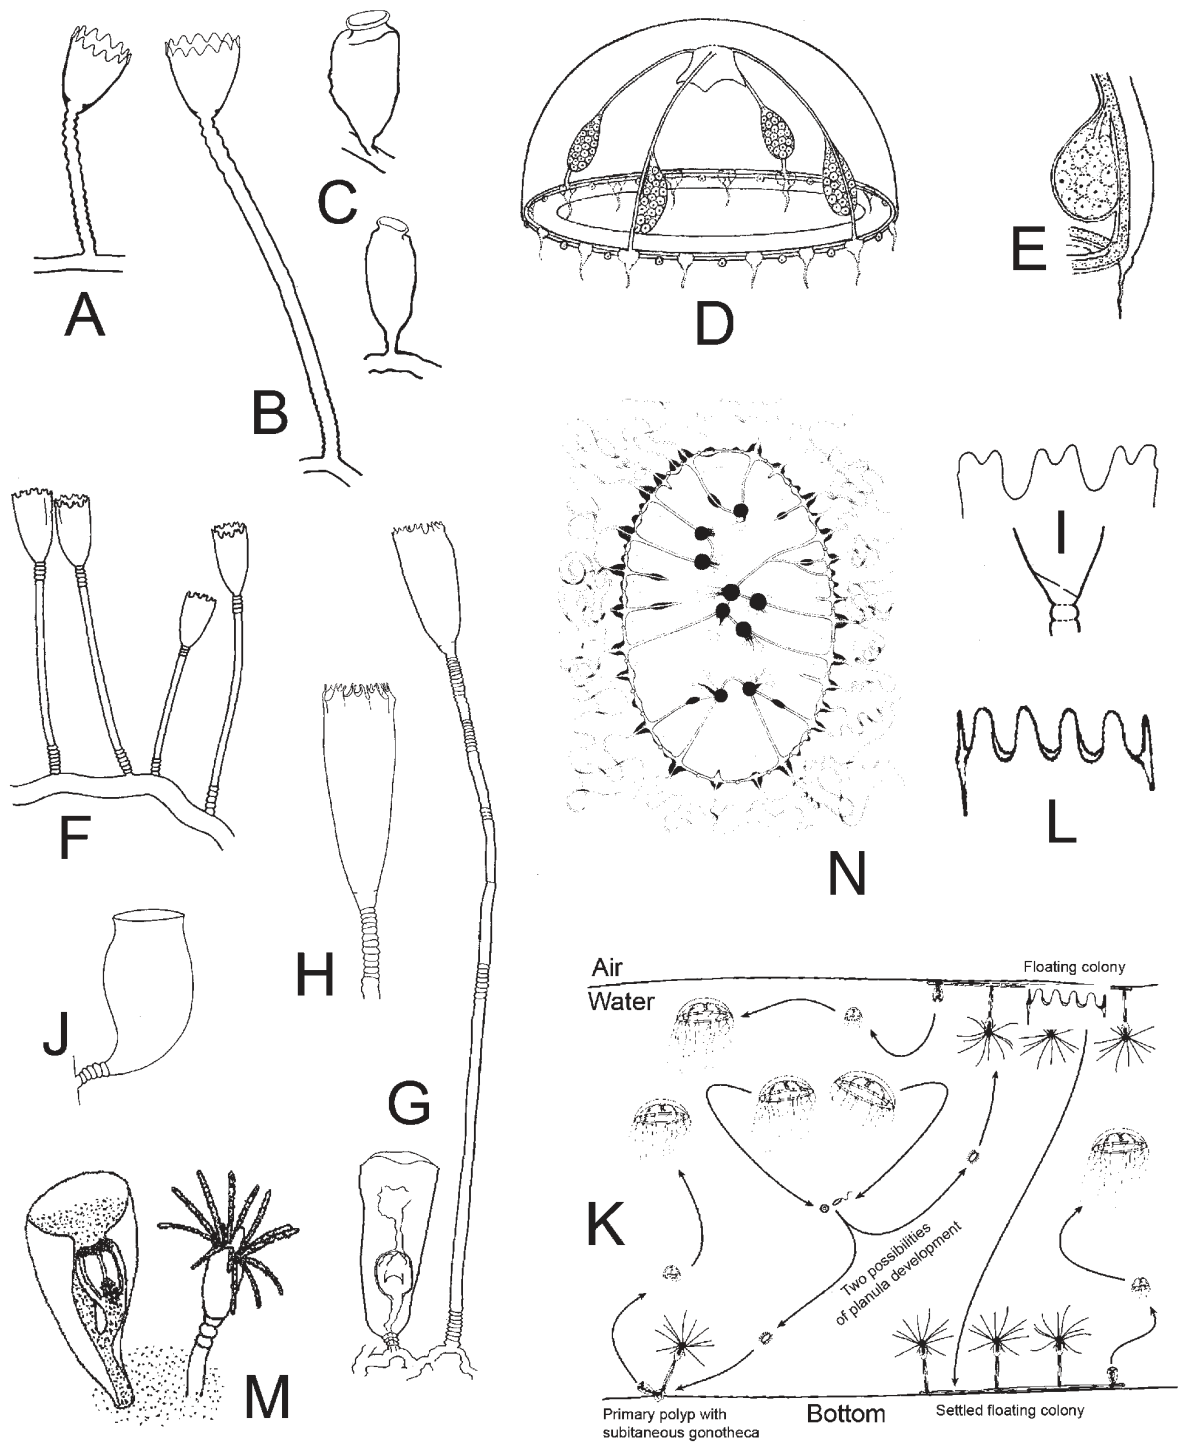 A
B
C
D
E
F
G
H
I
J
L
N
M
K
Air
Water
Floating colony
Two possibilities
of planula development
Primary polyp with
subitaneous gonotheca
Bottom
Settled floating colony